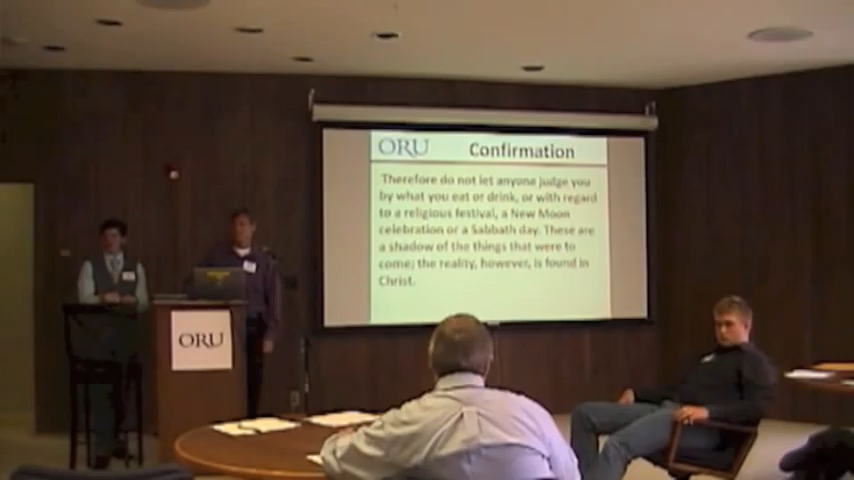 ORU Confirmation
Therefore do not let anyone judge you
by what you eat or drink, or with regard
to a religious festival, a New Moon
celebration or a Sabbath day. These are
a shadow of the things that were to
come; the reality, however, is found in
Christ.
ORU